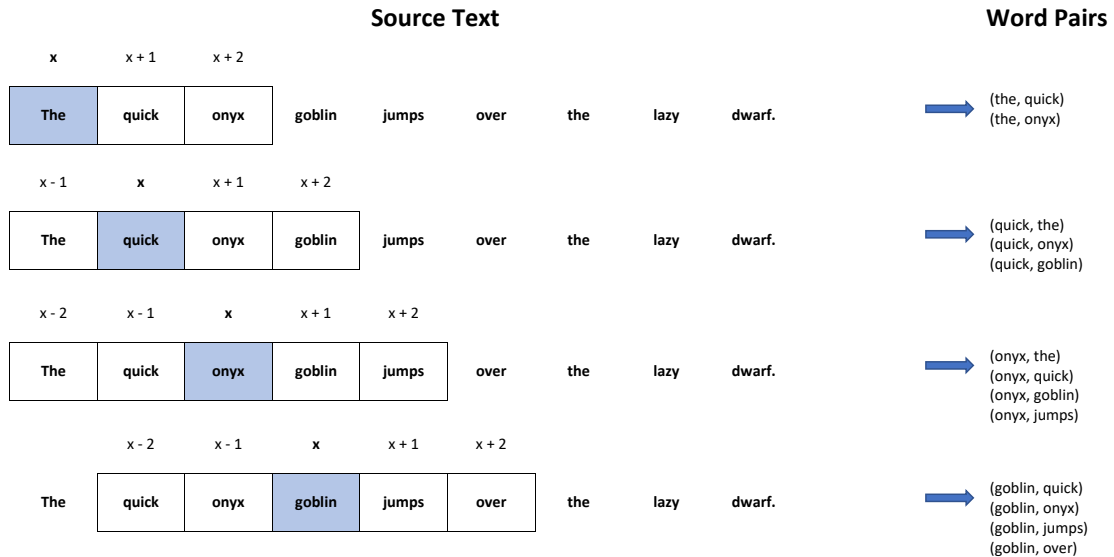 Source Text Word Pairs
x x + 1 x + 2
The quick onyx goblin jumps over the lazy dwarf. (the, quick)
(the, onyx)
x - 1 x x + 1 x + 2
The quick onyx goblin jumps over the lazy dwarf. (quick, the)
(quick, onyx)
(quick, goblin)
x - 2 x - 1 x x + 1 x + 2
The quick onyx goblin jumps over the lazy dwarf. (onyx, the)
(onyx, quick)
(onyx, goblin)
(onyx, jumps)
x - 2 x - 1 x x + 1 x + 2
The quick onyx goblin jumps over the lazy dwarf. (goblin, quick)
(goblin, onyx)
(goblin, jumps)
(goblin, over)